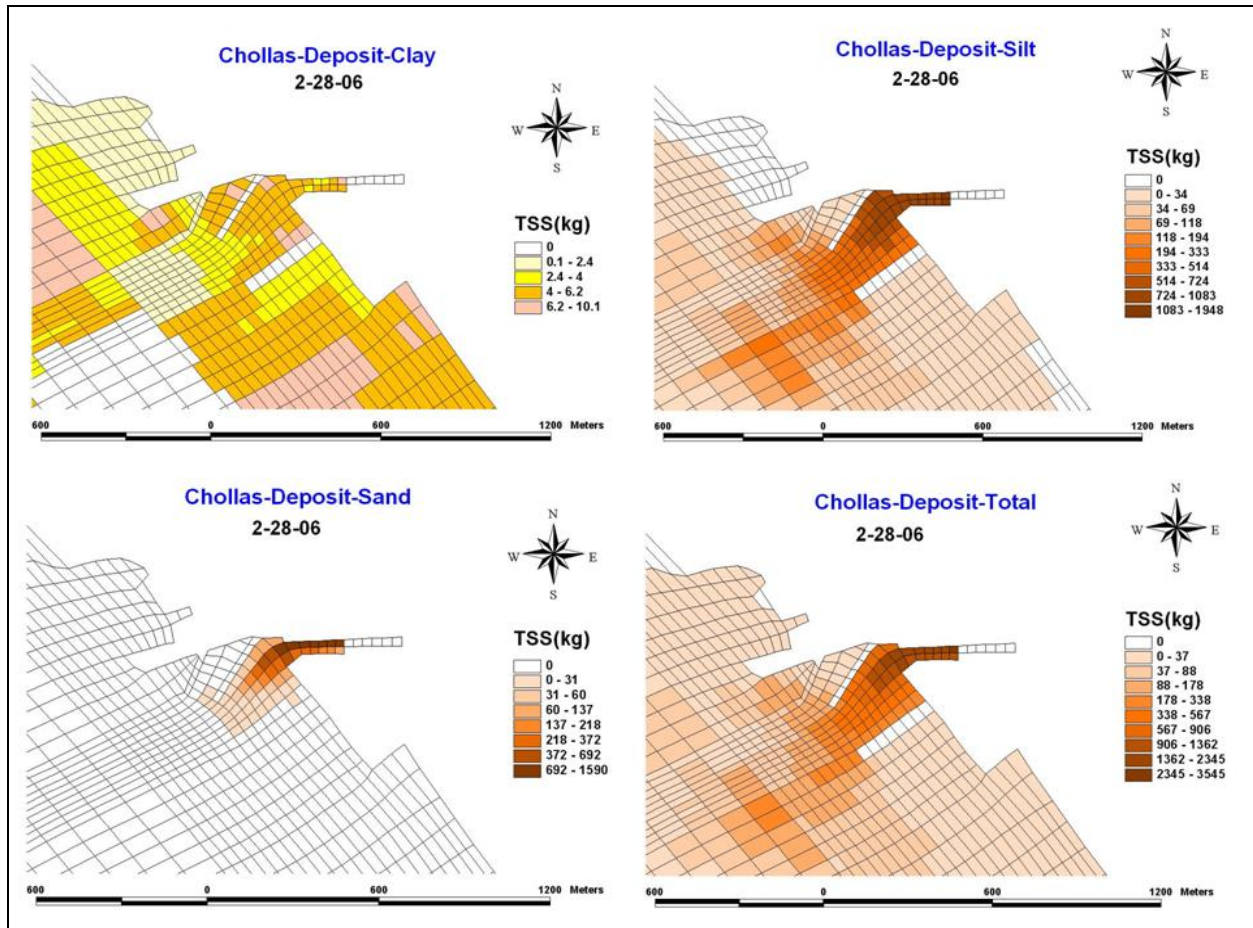 Chollas-Deposit-Clay
2-28-06
N
W E
S
TSS(kg)
0
0.1 - 2.4
2.4 - 4
4 - 6.2
6.2 - 10.1
600 0 600 1200 Meters
Chollas-Deposit-Silt
2-28-06
N
W E
S
TSS(kg)
0
0 - 34
34 - 69
69 - 118
118 - 194
194 - 333
333 - 514
514 - 724
724 - 1083
1083 - 1948
600 0 600 1200 Meters
Chollas-Deposit-Sand
2-28-06
N
W E
S
TSS(kg)
0
0 - 31
31 - 60
60 - 137
137 - 218
218 - 372
372 - 692
692 - 1590
600 0 600 1200 Meters
Chollas-Deposit-Total
2-28-06
N
W E
S
TSS(kg)
0
0 - 37
37 - 88
88 - 178
178 - 338
338 - 567
567 - 906
906 - 1362
1362 - 2345
2345 - 3545
600 0 600 1200 Meters